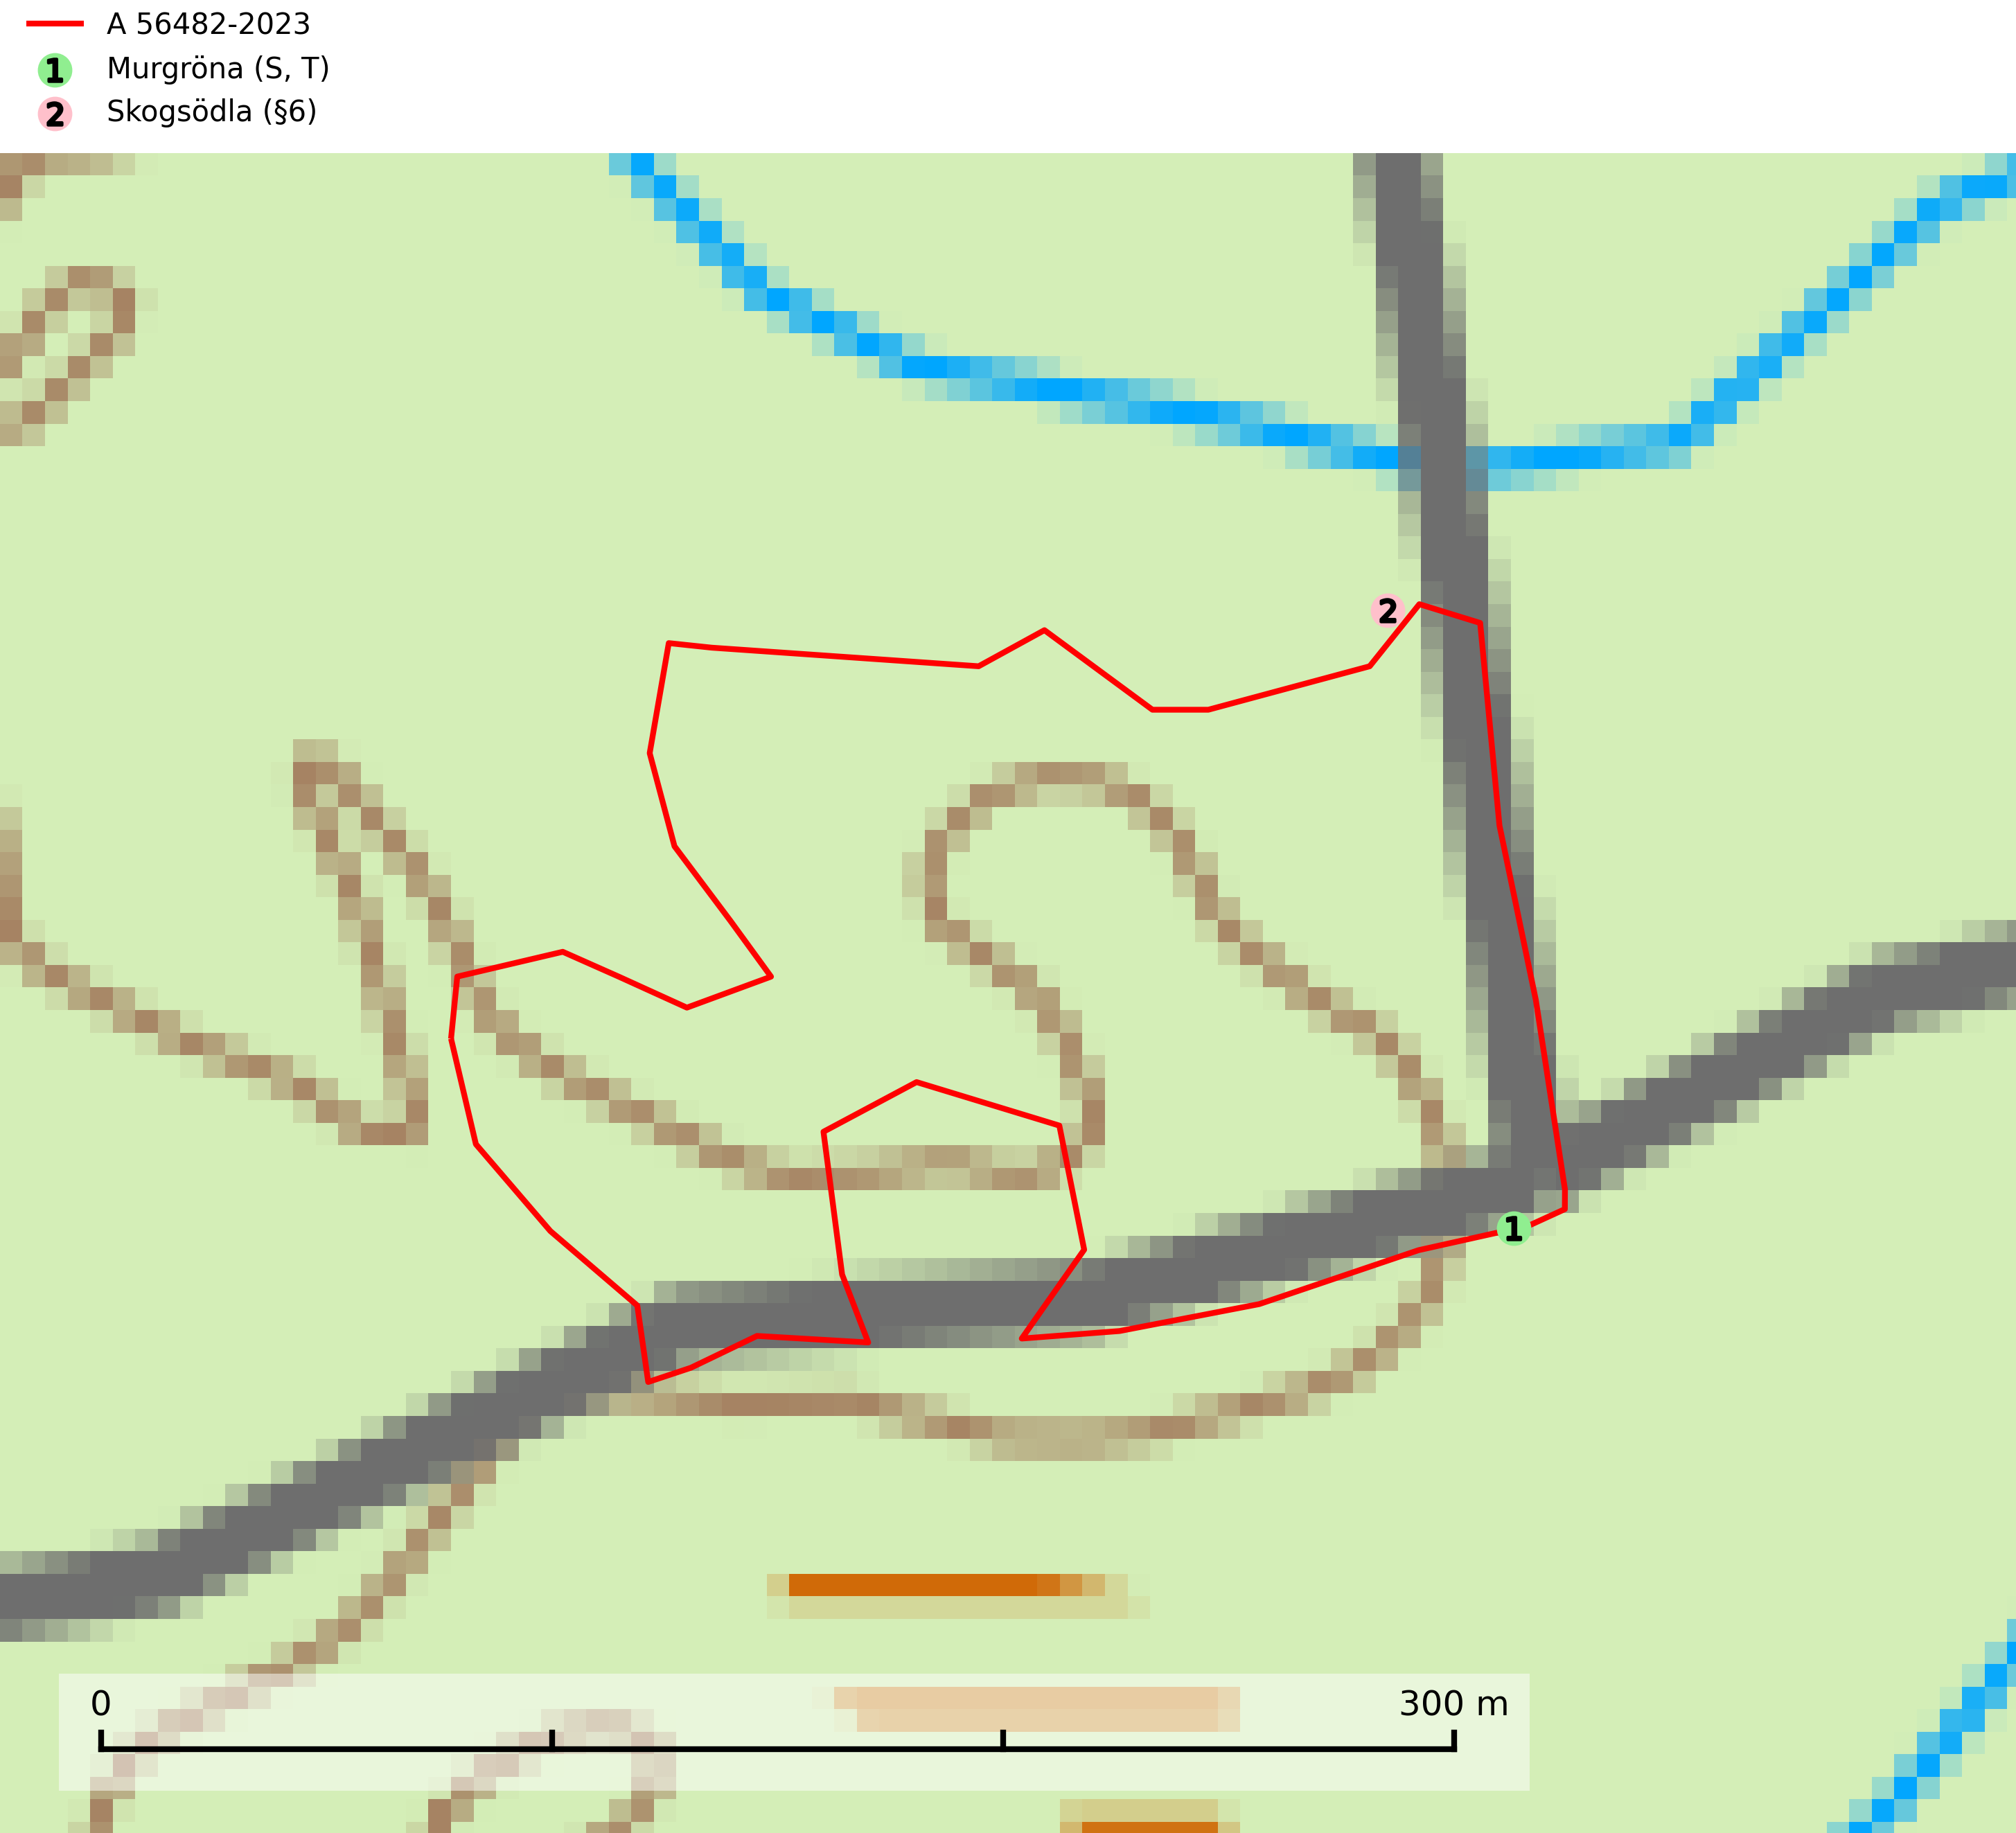 A 56482-2023
1 Murgröna (S, T)
2 Skogsödla (§6)
2
1
0 300 m